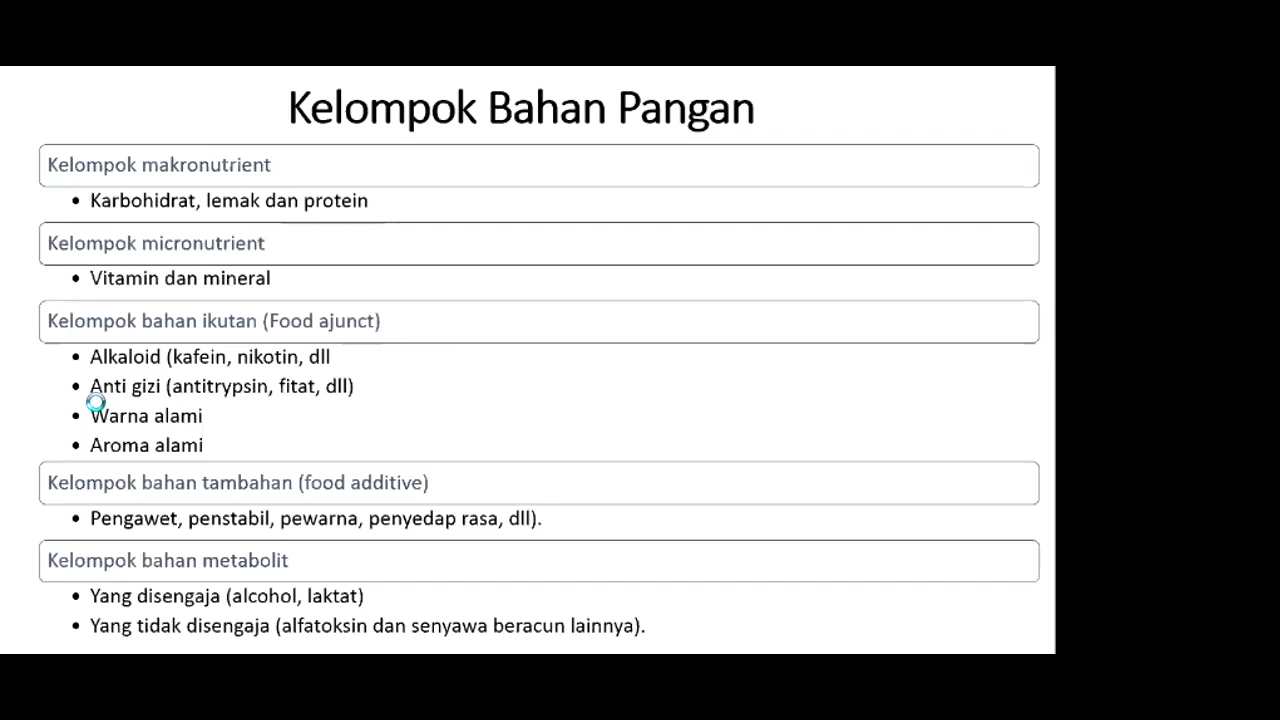 Kelompok Bahan Pangan
Kelompok makronutrient
• Karbohidrat, lemak dan protein
Kelompok micronutrient
• Vitamin dan mineral
Kelompok bahan ikutan (Food ajunct)
• Alkaloid (kafein, nikotin, dll
• Anti gizi (antitrypsin, fitat, dll)
• Warna alami
• Aroma alami
Kelompok bahan tambahan (food additive)
• Pengawet, penstabil, pewarna, penyedap rasa, dll).
Kelompok bahan metabolit
• Yang disengaja (alcohol, laktat)
• Yang tidak disengaja (alfatoksin dan senyawa beracun lainnya).